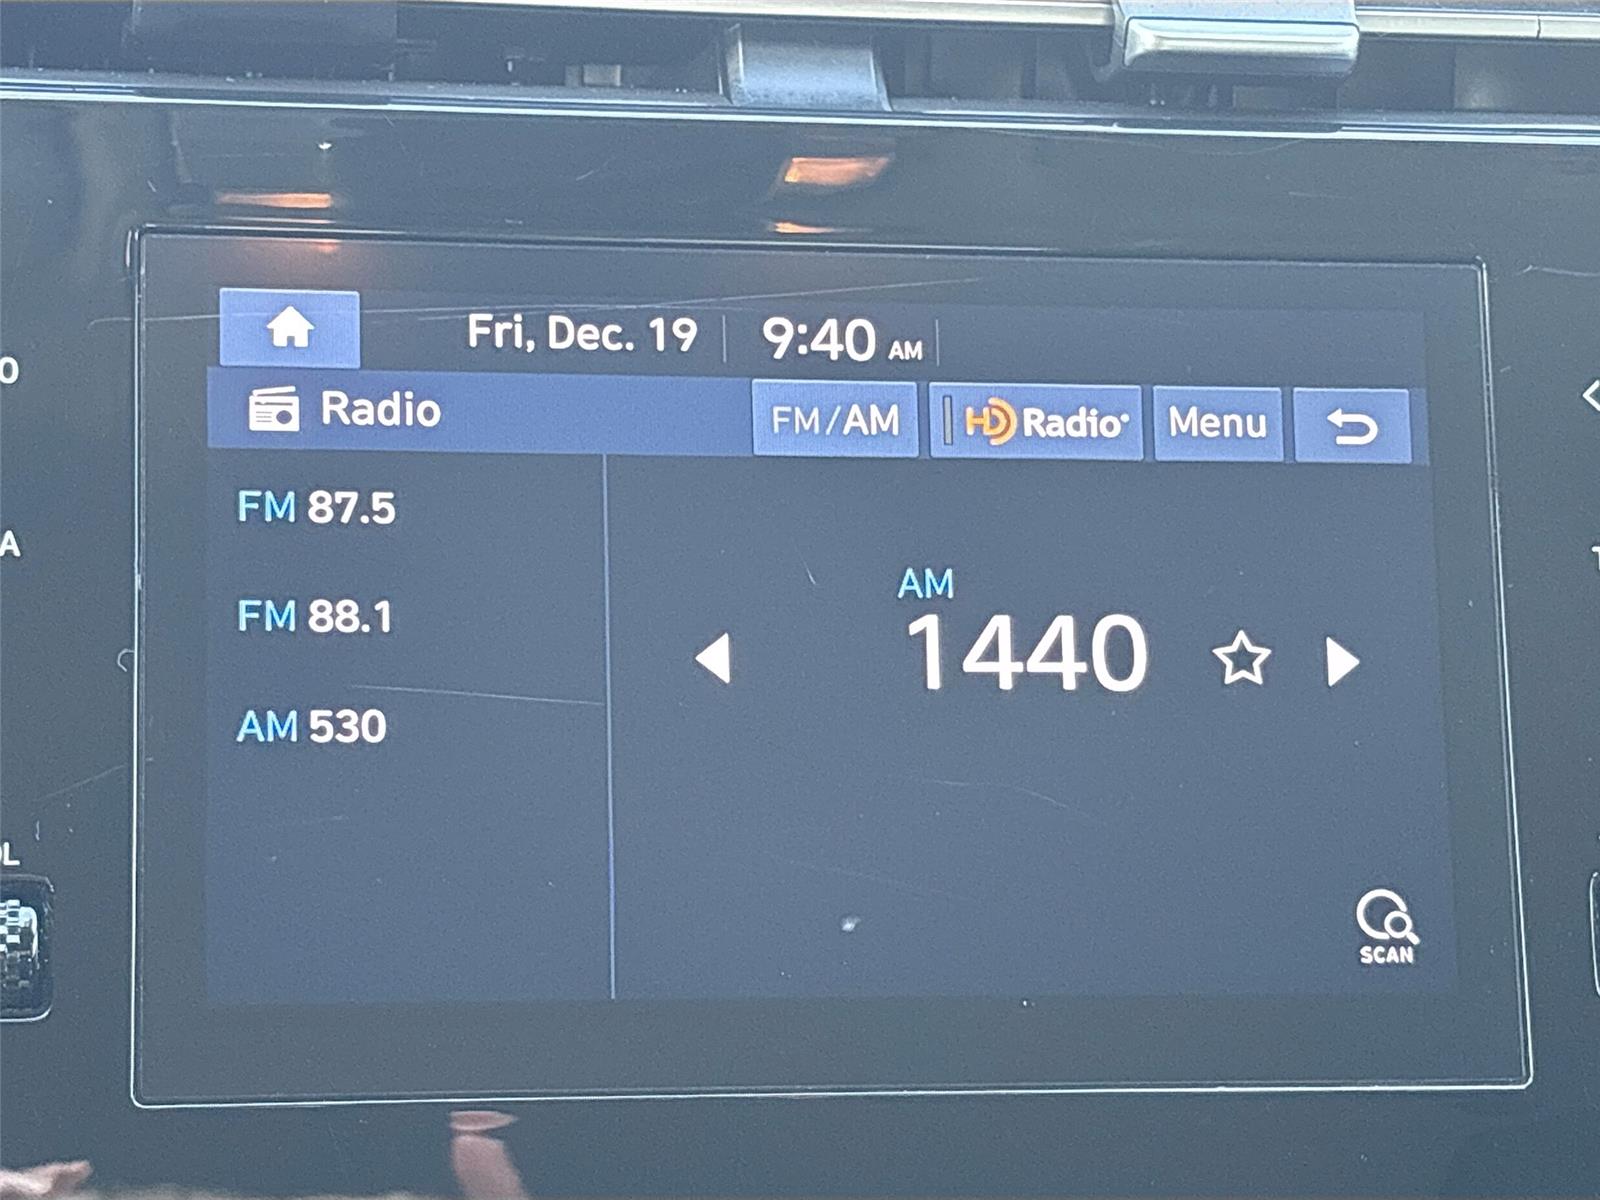 Fri, Dec. 19 9:40 AM
Radio FM/AM HD Radio Menu
FM 87.5
FM 88.1
AM 530
AM
1440
SCAN